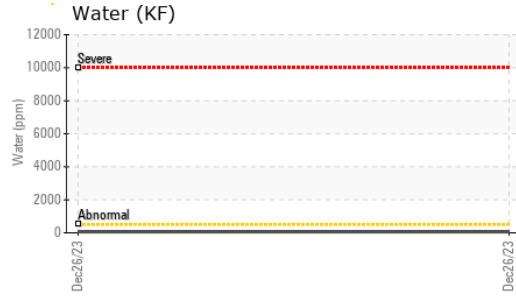 Water (KF)
12000
Severe
10000
8000
6000
4000
2000
Abnormal
0
Water (ppm)
Dec26/23
Dec26/23